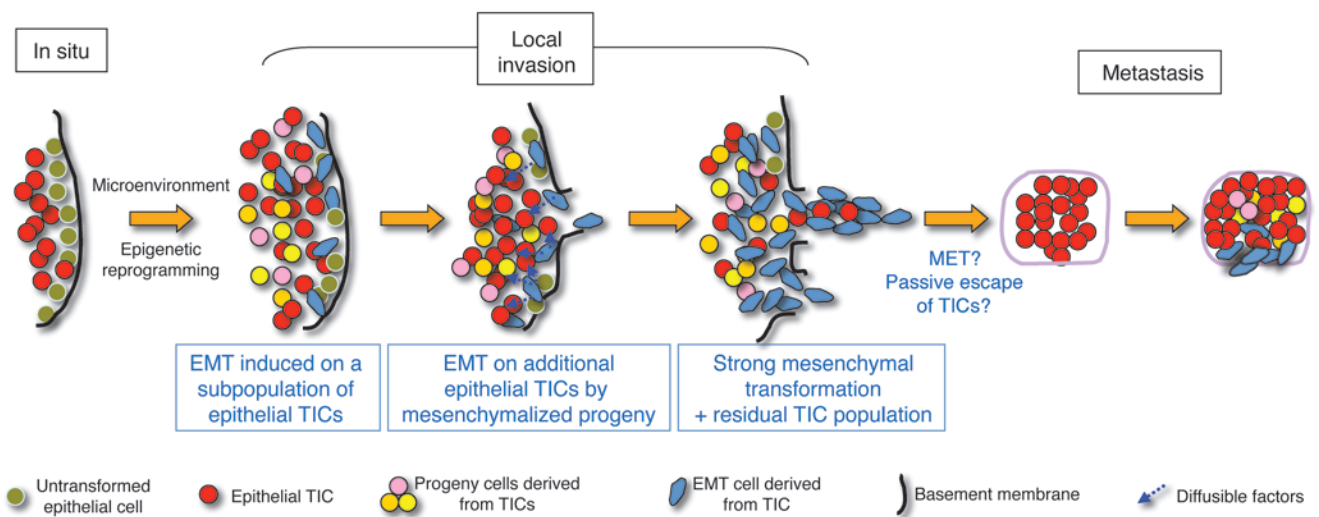 In situ
Local
invasion
Metastasis
Microenvironment
Epigenetic
reprogramming
MET?
Passive escape
of TICs?
EMT induced on a
subpopulation of
epithelial TICs
EMT on additional
epithelial TICs by
mesenchymalized progeny
Strong mesenchymal
transformation
+ residual TIC population
Untransformed
epithelial cell
Epithelial TIC
Progeny cells derived
from TICs
EMT cell derived
from TIC
Basement membrane
Diffusible factors